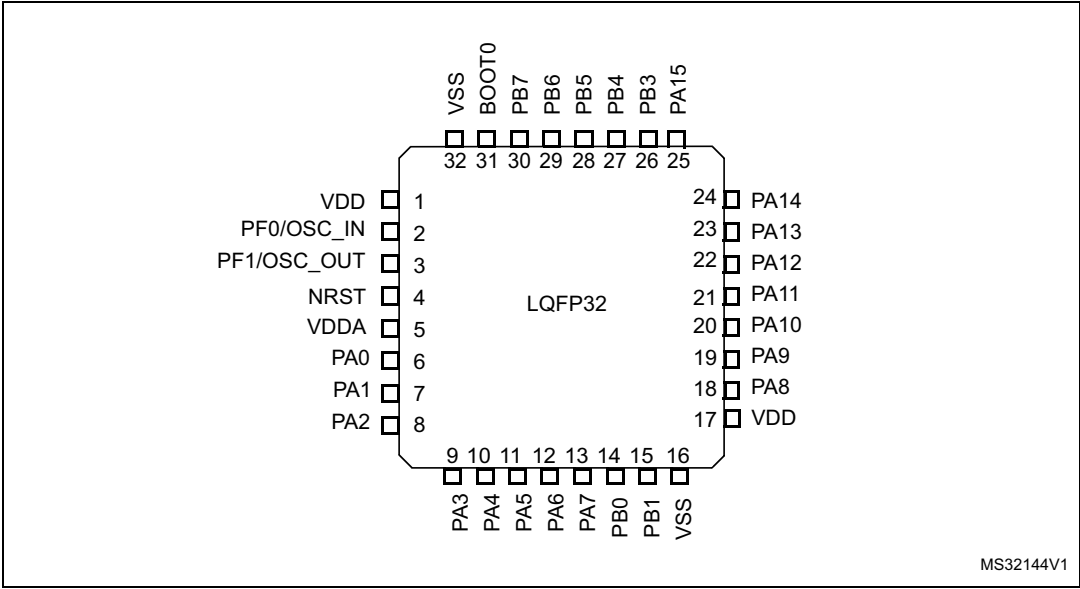 VSS
BOOT0
PB7
PB6
PB5
PB4
PB3
PA15
32 31 30 29 28 27 26 25
VDD 1
PF0/OSC_IN 2
PF1/OSC_OUT 3
NRST 4
VDDA 5
PA0 6
PA1 7
PA2 8
LQFP32
24 PA14
23 PA13
22 PA12
21 PA11
20 PA10
19 PA9
18 PA8
17 VDD
9 10 11 12 13 14 15 16
PA3
PA4
PA5
PA6
PA7
PB0
PB1
VSS
MS32144V1